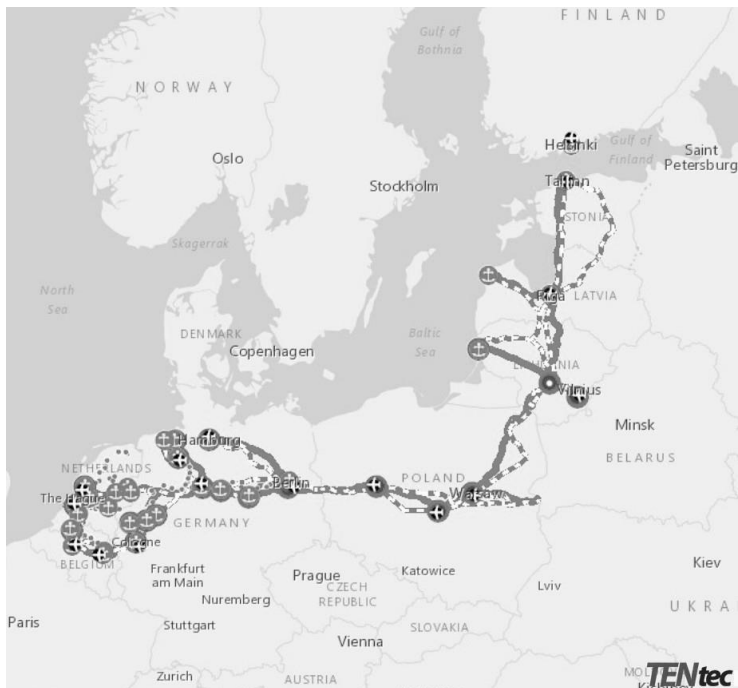 FINLAND
Gulf of
Bothnia
NORWAY
Helsinki
Gulf of
Finland
Saint
Petersburg
Oslo
Tallinn
Stockholm
ESTONIA
Skagerrak
North
Sea
Riga
LATVIA
DENMARK
Baltic
Sea
Copenhagen
LITHUANIA
Vilnius
Minsk
Hamburg
BELARUS
NETHERLANDS
Berlin
POLAND
The Hague
Warsaw
GERMANY
Cologne
BELGIUM
Frankfurt
am Main
Prague
Katowice
Kiev
CZECH
REPUBLIC
Lviv
Nuremberg
UKRA
Paris
Stuttgart
SLOVAKIA
Vienna
Zurich
AUSTRIA
TENtec